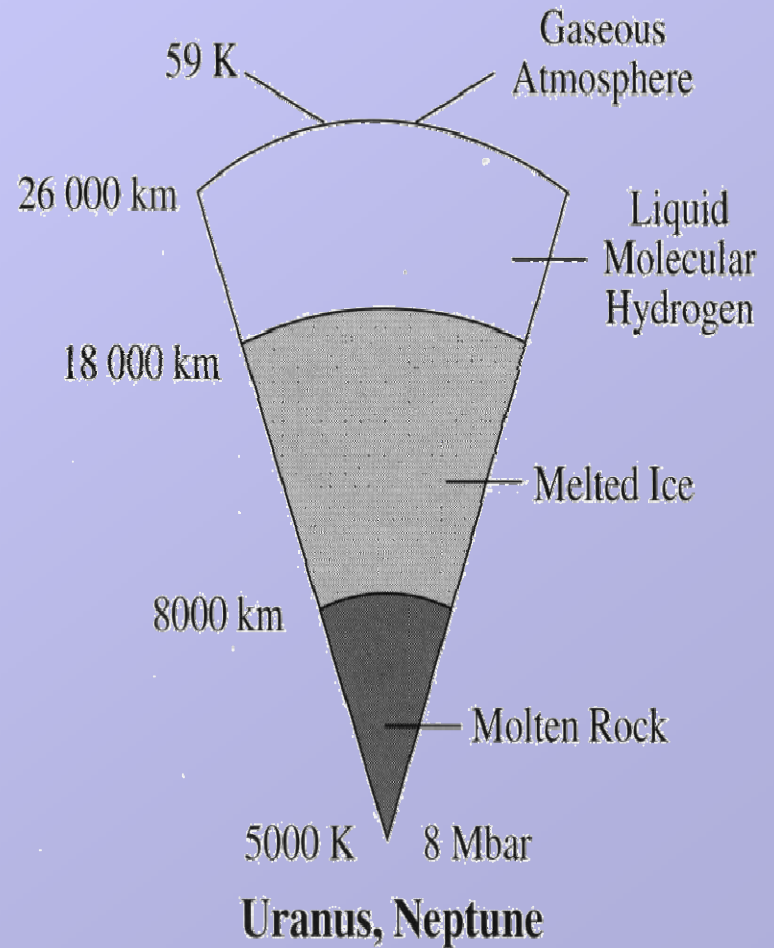 59 K
Gaseous
Atmosphere
26 000 km
Liquid
Molecular
Hydrogen
18 000 km
Melted Ice
8000 km
Molten Rock
5000 K
8 Mbar
Uranus, Neptune